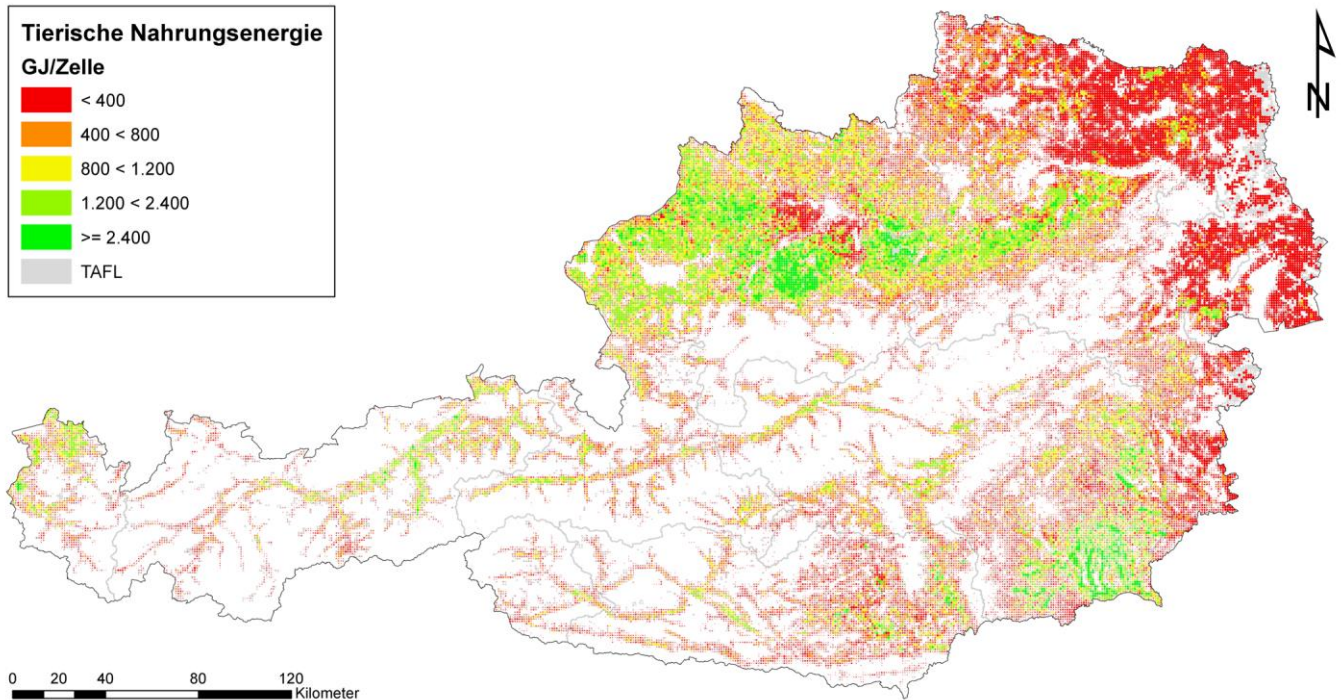 Tierische Nahrungsenergie
GJ/Zelle
< 400
400 < 800
800 < 1.200
1.200 < 2.400
>= 2.400
TAFL
N
0 20 40 80 120
Kilometer